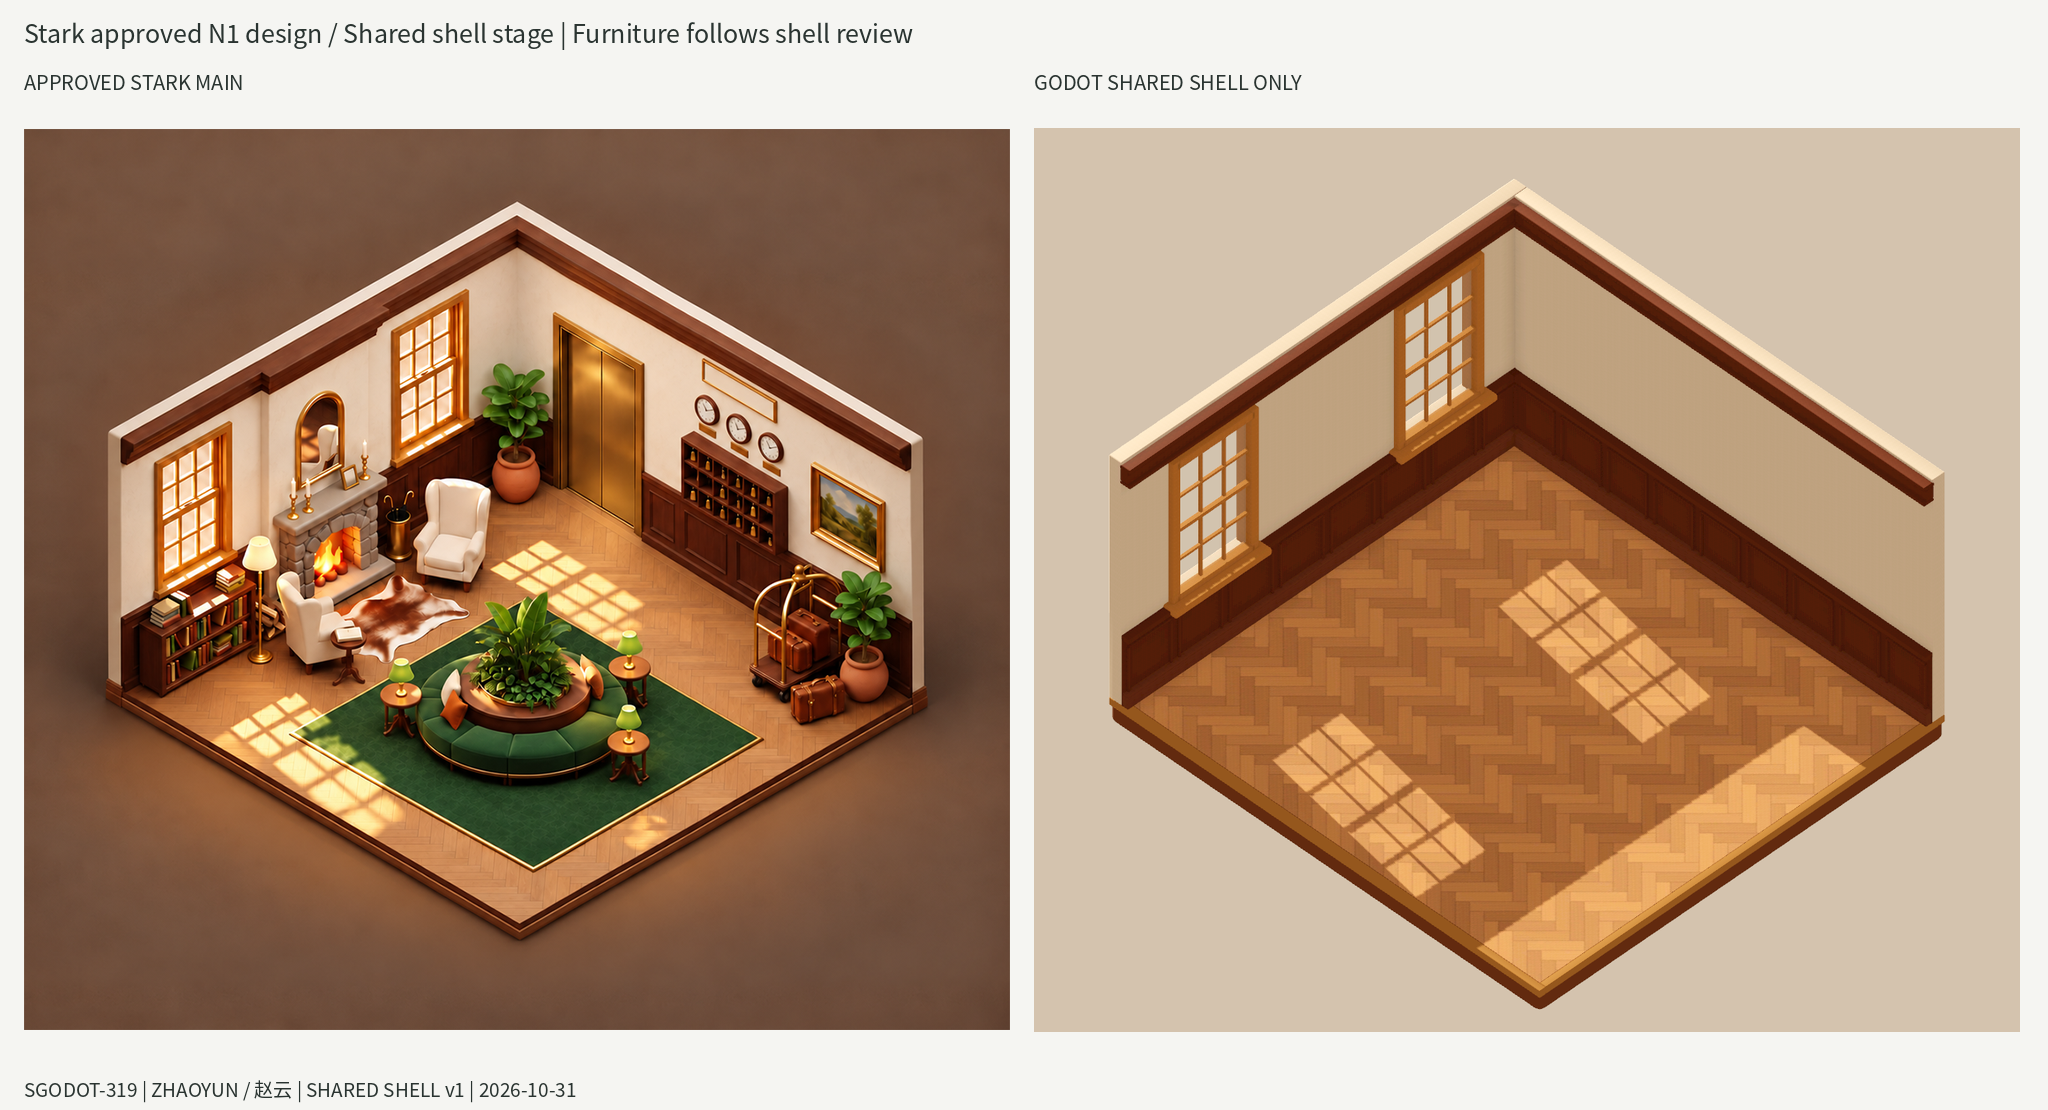 Stark approved N1 design / Shared shell stage | Furniture follows shell review
APPROVED STARK MAIN
GODOT SHARED SHELL ONLY
SGODOT-319 | ZHAOYUN / 赵云 | SHARED SHELL v1 | 2026-10-31